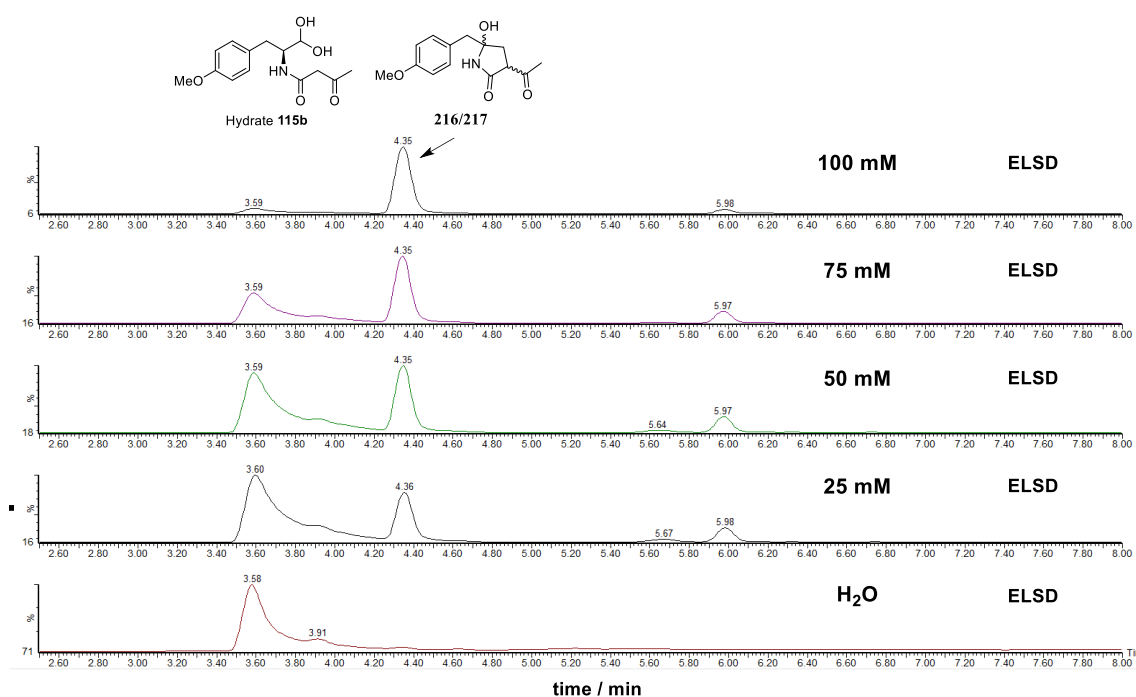 OH
OH
MeO
HN
O
O
Hydrate 115b
OH
MeO
HN
O
O
216/217
4.35
3.59
5.98
100 mM
ELSD
%
6
2.60 2.80 3.00 3.20 3.40 3.60 3.80 4.00 4.20 4.40 4.60 4.80 5.00 5.20 5.40 5.60 5.80 6.00 6.20 6.40 6.60 6.80 7.00 7.20 7.40 7.60 7.80 8.00
4.35
3.59
5.97
75 mM
ELSD
%
16
2.60 2.80 3.00 3.20 3.40 3.60 3.80 4.00 4.20 4.40 4.60 4.80 5.00 5.20 5.40 5.60 5.80 6.00 6.20 6.40 6.60 6.80 7.00 7.20 7.40 7.60 7.80 8.00
3.59
4.35
5.64
5.97
50 mM
ELSD
%
18
2.60 2.80 3.00 3.20 3.40 3.60 3.80 4.00 4.20 4.40 4.60 4.80 5.00 5.20 5.40 5.60 5.80 6.00 6.20 6.40 6.60 6.80 7.00 7.20 7.40 7.60 7.80 8.00
3.60
4.36
5.67
5.98
25 mM
ELSD
%
16
2.60 2.80 3.00 3.20 3.40 3.60 3.80 4.00 4.20 4.40 4.60 4.80 5.00 5.20 5.40 5.60 5.80 6.00 6.20 6.40 6.60 6.80 7.00 7.20 7.40 7.60 7.80 8.00
3.58
3.91
H₂O
ELSD
%
71
Ti
2.60 2.80 3.00 3.20 3.40 3.60 3.80 4.00 4.20 4.40 4.60 4.80 5.00 5.20 5.40 5.60 5.80 6.00 6.20 6.40 6.60 6.80 7.00 7.20 7.40 7.60 7.80 8.00
time / min